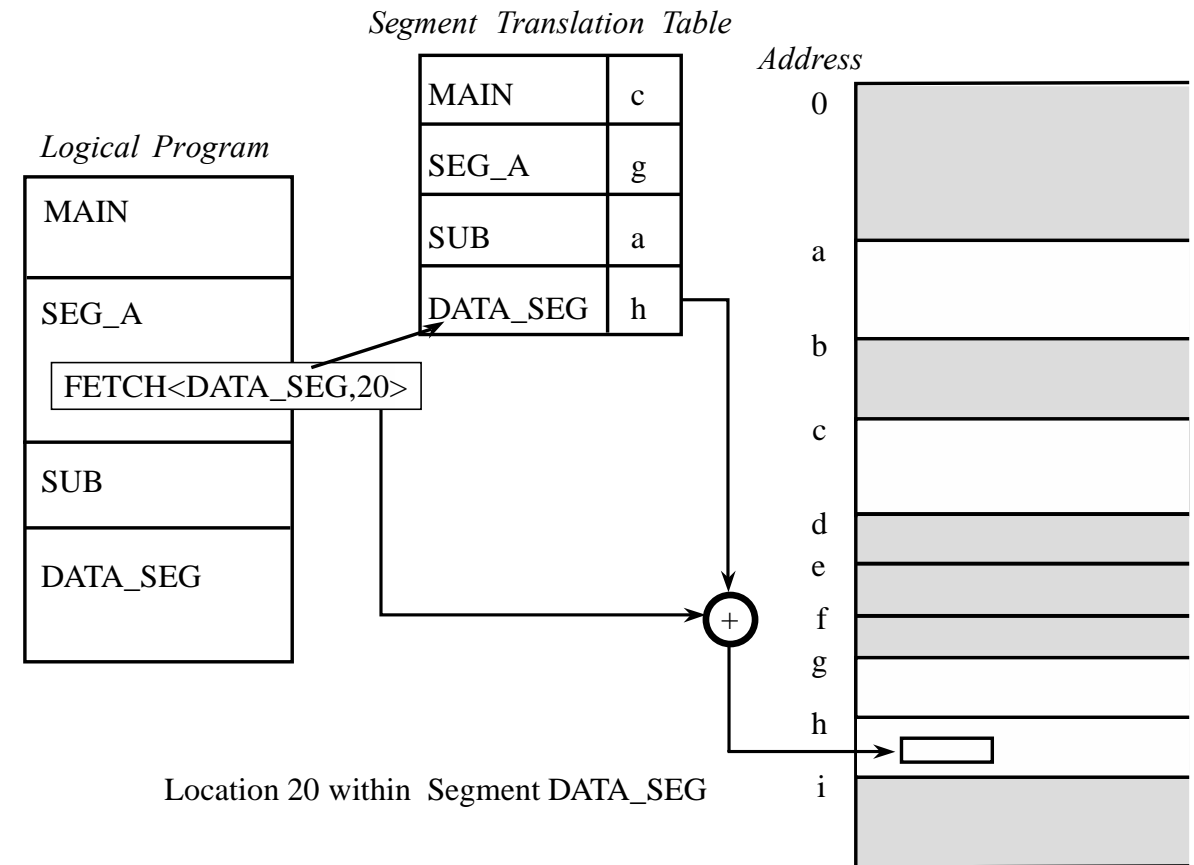 Segment Translation Table
Address
MAIN c
SEG_A g
SUB a
DATA_SEG h
Logical Program
MAIN
SEG_A
FETCH<DATA_SEG,20>
SUB
DATA_SEG
+
0
a
b
c
d
e
f
g
h
i
Location 20 within Segment DATA_SEG